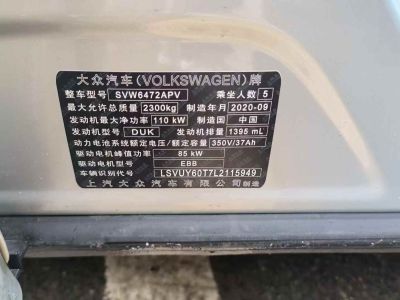 大众汽车(VOLKSWAGEN)牌
整车型号 SVW6472APV 乘坐人数 5
最大允许总质量 2300kg 制造年月 2020-09
发动机最大净功率 110 kW 制造国 中国
发动机型号 DUK 发动机排量 1395 mL
动力电池系统额定电压/额定容量 350V/37Ah
驱动电机峰值功率 85 kW
驱动电机型号 EBB
车辆识别代号 LSVUY60T7L2115949
上汽大众汽车有限公司 制造